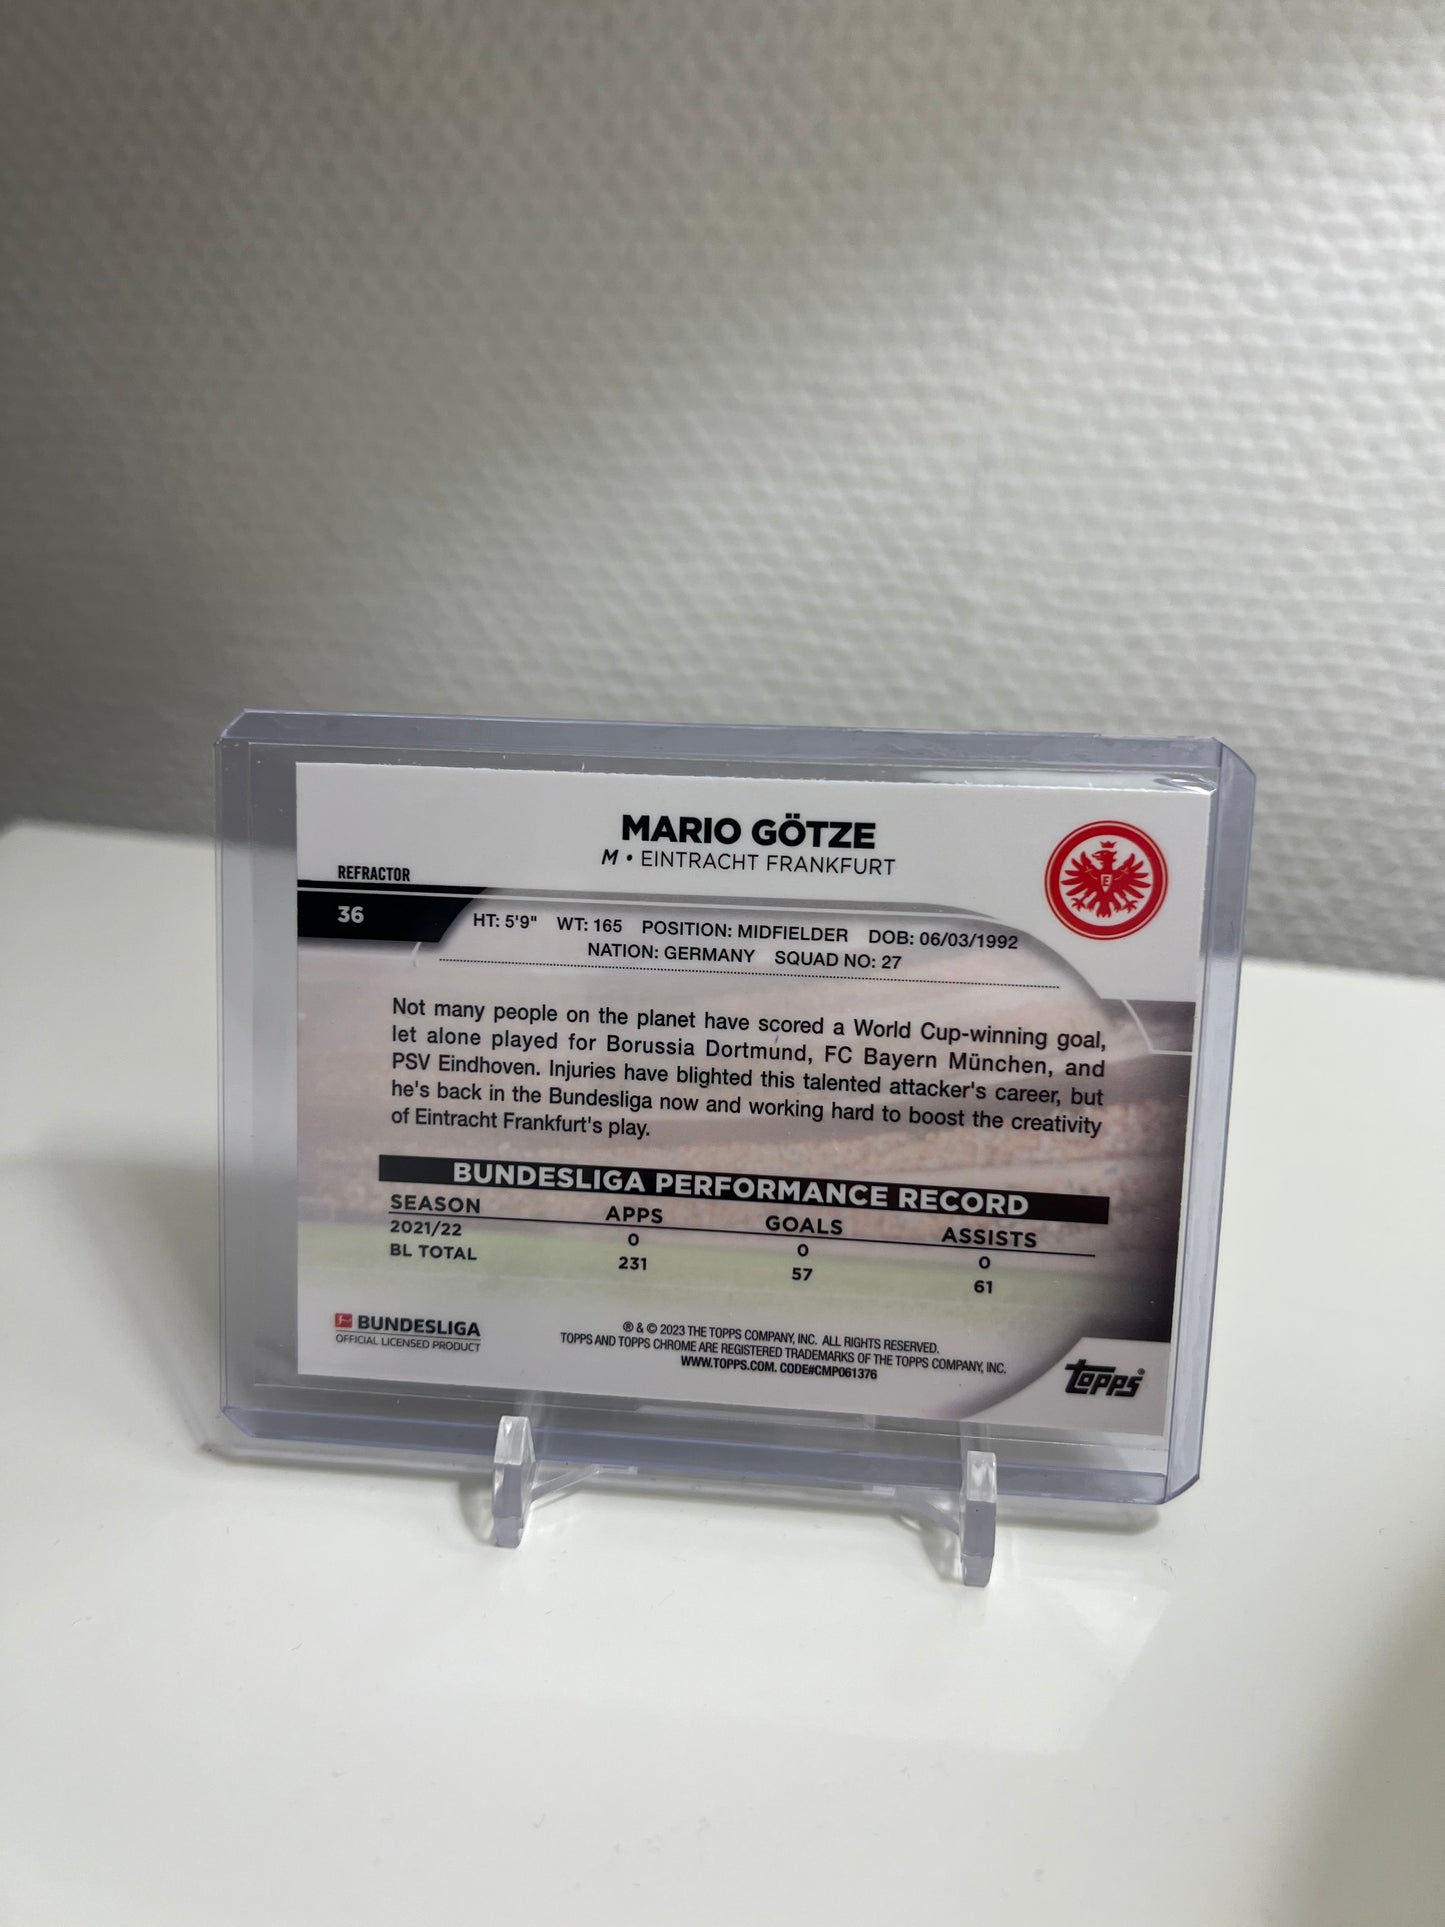 MARIO GÖTZE
M • EINTRACHT FRANKFURT
REFRACTOR
36
HT: 5'9" WT: 165 POSITION: MIDFIELDER DOB: 06/03/1992
NATION: GERMANY SQUAD NO: 27
Not many people on the planet have scored a World Cup-winning goal,
let alone played for Borussia Dortmund, FC Bayern München, and
PSV Eindhoven. Injuries have blighted this talented attacker's career, but
he's back in the Bundesliga now and working hard to boost the creativity
of Eintracht Frankfurt's play.
BUNDESLIGA PERFORMANCE RECORD
SEASON APPS GOALS ASSISTS
2021/22 0 0 0
BL TOTAL 231 57 61
BUNDESLIGA
OFFICIAL LICENSED PRODUCT
® & © 2023 THE TOPPS COMPANY, INC. ALL RIGHTS RESERVED.
TOPPS AND TOPPS CHROME ARE REGISTERED TRADEMARKS OF THE TOPPS COMPANY, INC.
WWW.TOPPS.COM. CODE#CMP061376
topps®